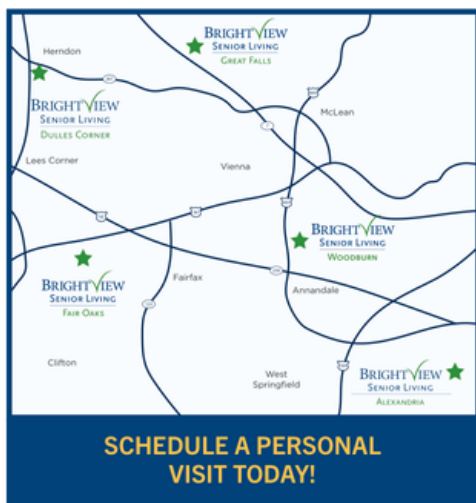 Herndon
BRIGHTVIEW
SENIOR LIVING
GREAT FALLS
BRIGHTVIEW
SENIOR LIVING
DULLES CORNER
McLean
7
Lees Corner
Vienna
BRIGHTVIEW
SENIOR LIVING
WOODBURN
BRIGHTVIEW
SENIOR LIVING
FAIR OAKS
Fairfax
Annandale
Clifton
West
Springfield
BRIGHTVIEW
SENIOR LIVING
ALEXANDRIA
SCHEDULE A PERSONAL
VISIT TODAY!